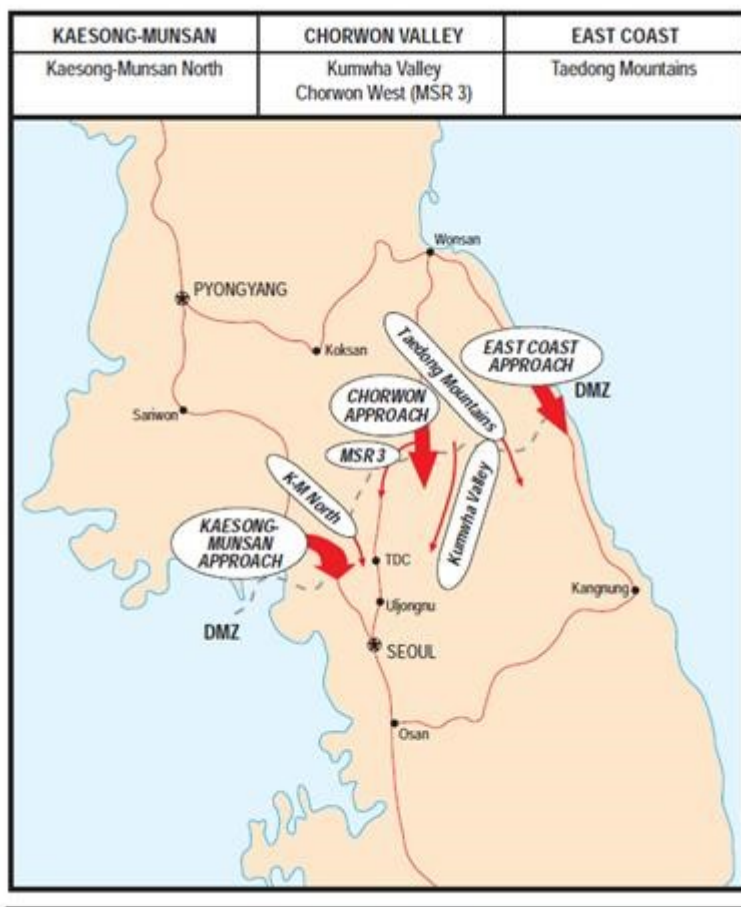 KAESONG-MUNSAN
CHORWON VALLEY
EAST COAST
Kaesong-Munsan North
Kumwha Valley
Chorwon West (MSR 3)
Taedong Mountains
Wonsan
PYONGYANG
Koksan
Taedong Mountains
EAST COAST
APPROACH
DMZ
CHORWON
APPROACH
Sariwon
MSR 3
K-M North
Kumwha Valley
KAESONG-
MUNSAN
APPROACH
TDC
Kangnung
Uljongnu
DMZ
SEOUL
Osan